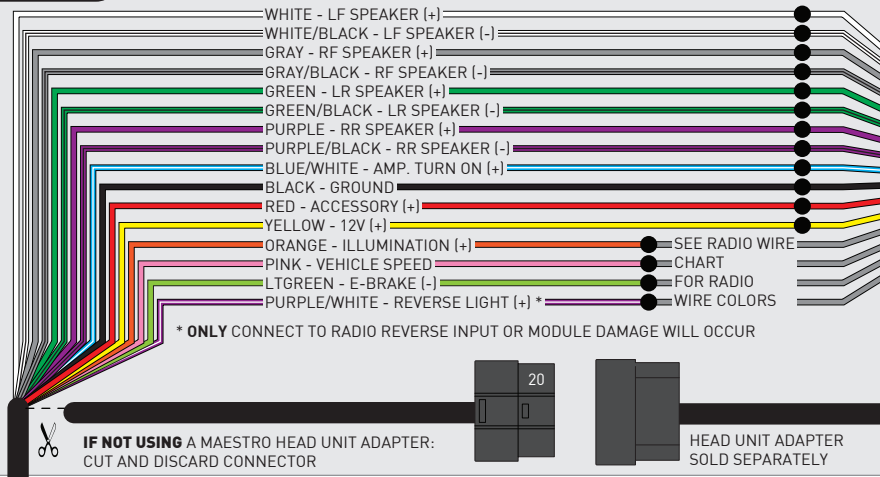 WHITE - LF SPEAKER (+)
WHITE/BLACK - LF SPEAKER (-)
GRAY - RF SPEAKER (+)
GRAY/BLACK - RF SPEAKER (-)
GREEN - LR SPEAKER (+)
GREEN/BLACK - LR SPEAKER (-)
PURPLE - RR SPEAKER (+)
PURPLE/BLACK - RR SPEAKER (-)
BLUE/WHITE - AMP. TURN ON (+)
BLACK - GROUND
RED - ACCESSORY (+)
YELLOW - 12V (+)
ORANGE - ILLUMINATION (+)
PINK - VEHICLE SPEED
LTGREEN - E-BRAKE (-)
PURPLE/WHITE - REVERSE LIGHT (+) *
SEE RADIO WIRE
CHART
FOR RADIO
WIRE COLORS
* ONLY CONNECT TO RADIO REVERSE INPUT OR MODULE DAMAGE WILL OCCUR
20
IF NOT USING A MAESTRO HEAD UNIT ADAPTER:
CUT AND DISCARD CONNECTOR
HEAD UNIT ADAPTER
SOLD SEPARATELY